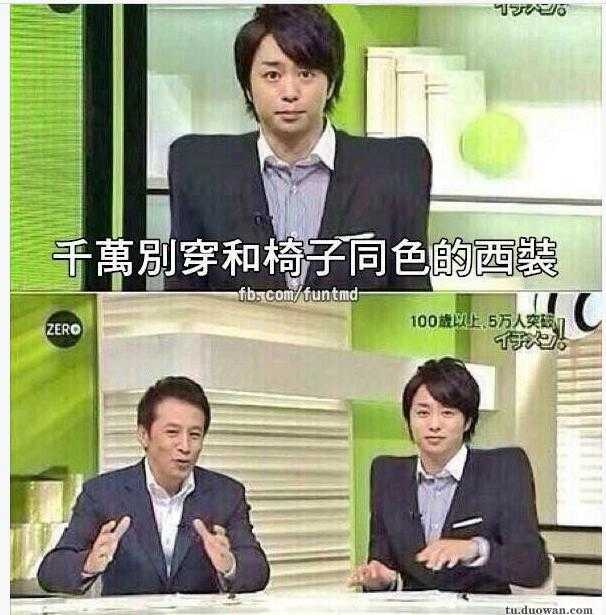 イチメン!
千萬別穿和椅子同色的西裝
fb.com/funtmd
ZERO
100歳以上、5万人突破
イチメン!
tu.duowan.com